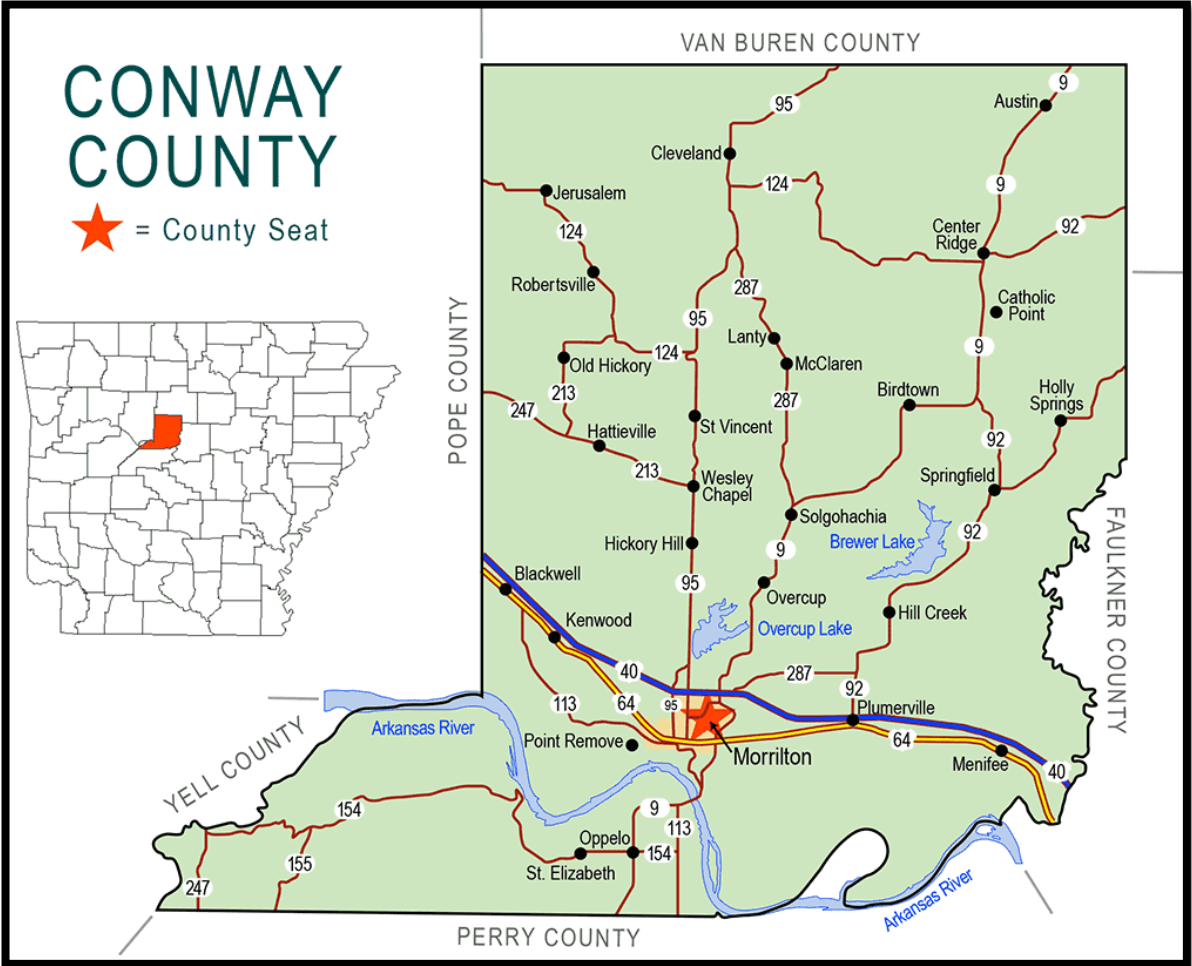 VAN BUREN COUNTY
CONWAY
COUNTY
= County Seat
9
95
Austin
Cleveland
124
9
Jerusalem
124
Center
Ridge
92
Robertsville
287
Catholic
Point
95
Lanty
9
124
McClaren
Old Hickory
POPE COUNTY
213
287
Birdtown
Holly
Springs
247
St Vincent
Hattieville
92
213
Wesley
Chapel
Springfield
Solgohachia
92
Brewer Lake
Hickory Hill
9
FAULKNER COUNTY
Blackwell
95
Overcup
Kenwood
Hill Creek
Overcup Lake
40
287
92
113
64
95
Plumerville
Arkansas River
Point Remove
64
Morrilton
Menifee
40
YELL COUNTY
154
9
113
Oppelo
154
155
St. Elizabeth
247
Arkansas River
PERRY COUNTY